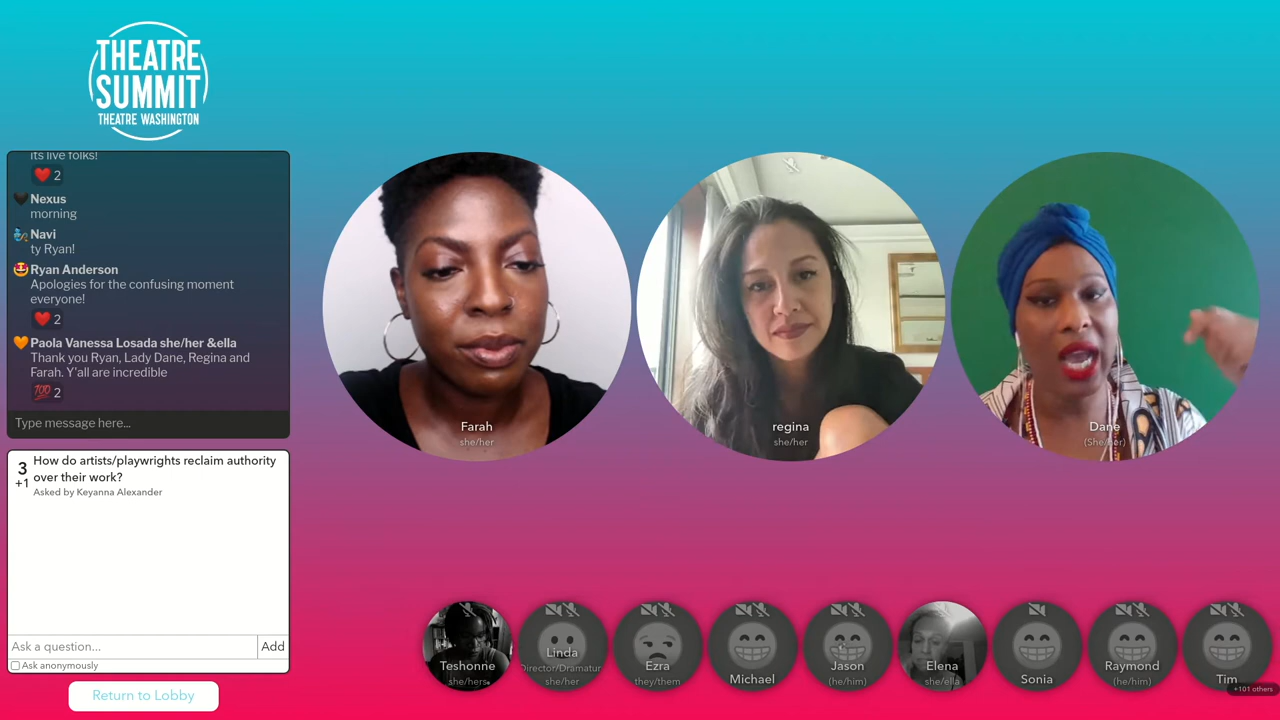 THEATRE
SUMMIT
THEATRE WASHINGTON
its live folks!
❤️ 2
Nexus
morning
Navi
ty Ryan!
Ryan Anderson
Apologies for the confusing moment
everyone!
❤️ 2
Paola Vanessa Losada she/her &ella
Thank you Ryan, Lady Dane, Regina and
Farah. Y'all are incredible
💯 2
Type message here...
3
+1
How do artists/playwrights reclaim authority
over their work?
Asked by Keyanna Alexander
Ask a question...
Add
Ask anonymously
Return to Lobby
Farah
she/her
regina
she/her
Dane
(She/her)
Teshonne
she/hers
Linda
Director/Dramatur
she/her
Ezra
they/them
Michael
Jason
(he/him)
Elena
she/ella
Sonia
Raymond
(he/him)
Tim
+101 others